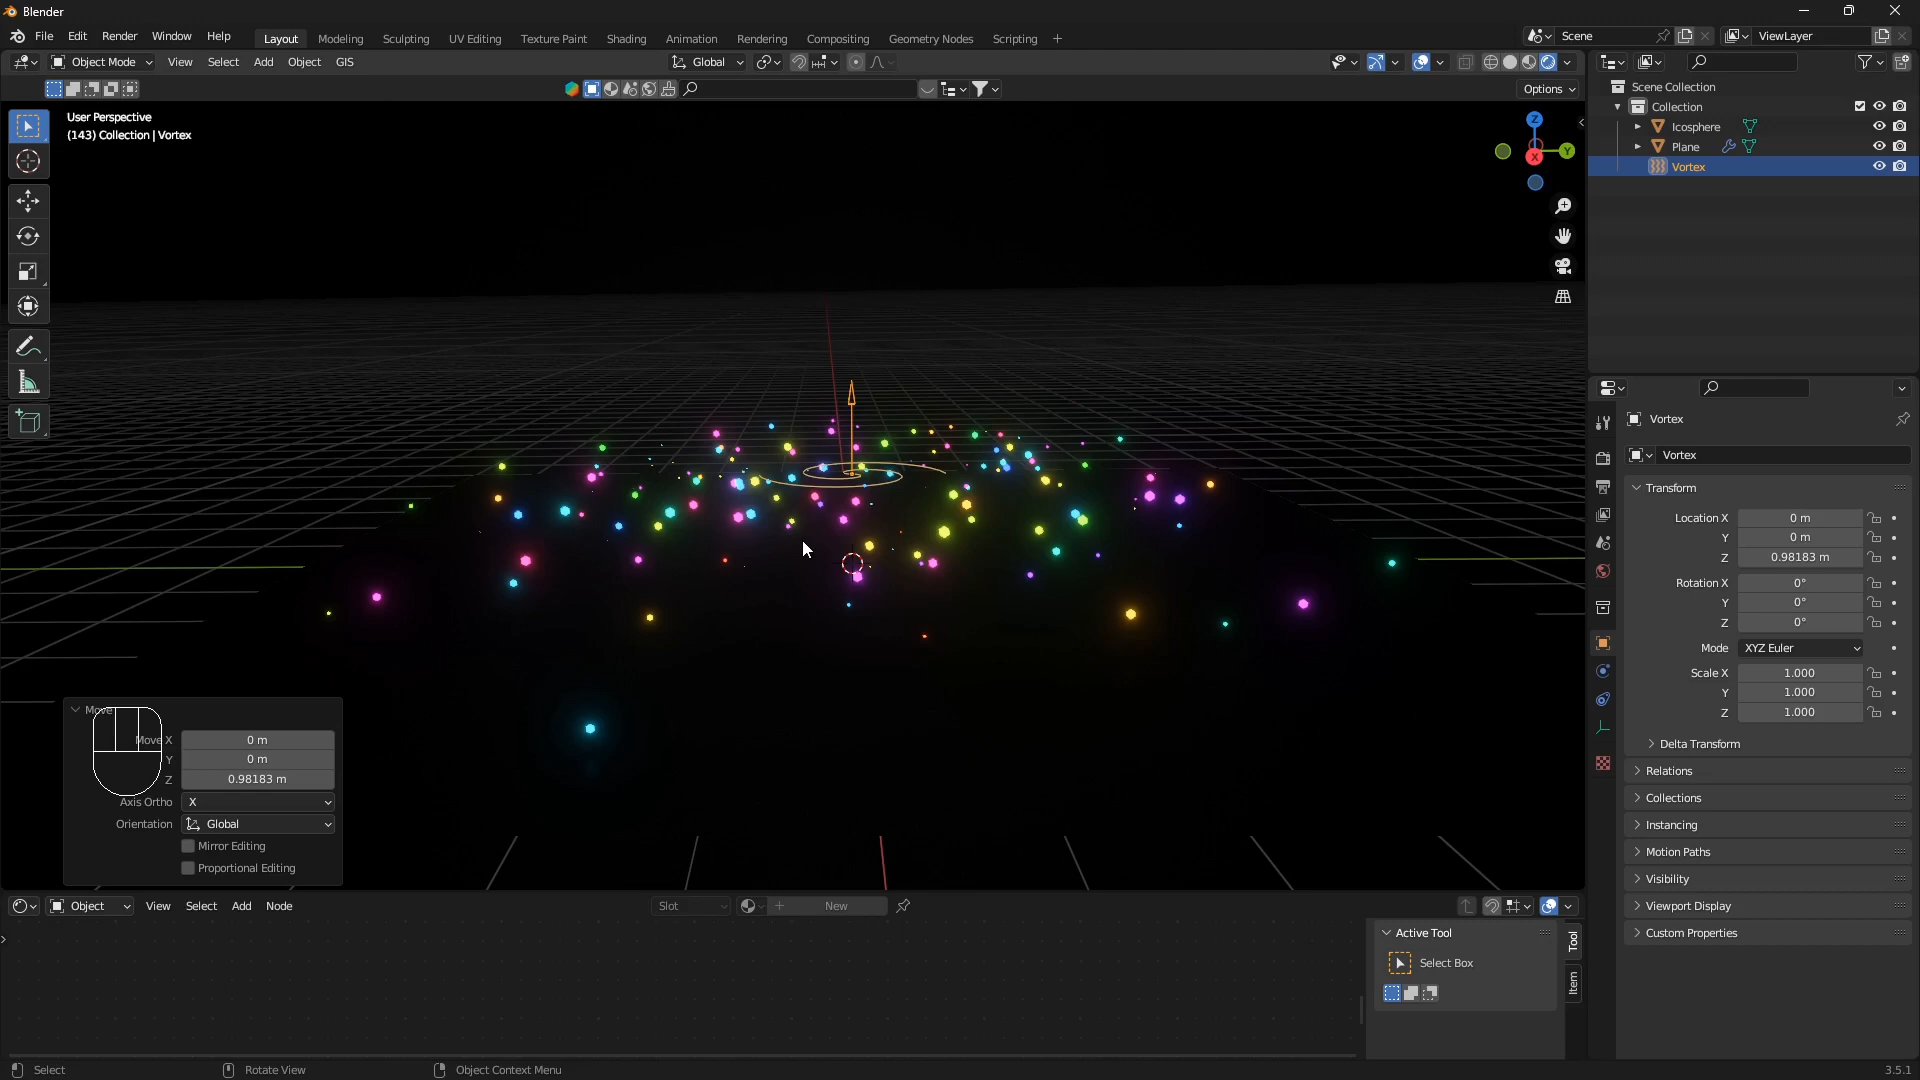 Blender
File Edit Render Window Help Layout Modeling Sculpting UV Editing Texture Paint Shading Animation Rendering Compositing Geometry Nodes Scripting + Scene ViewLayer
Object Mode View Select Add Object GIS Global
Options
User Perspective
(143) Collection | Vortex
Z
Y
X
Scene Collection
Collection
Icosphere
Plane
Vortex
Vortex
Vortex
Transform
Location X 0 m
Y 0 m
Z 0.98183 m
Rotation X 0°
Y 0°
Z 0°
Mode XYZ Euler
Scale X 1.000
Y 1.000
Z 1.000
Delta Transform
Relations
Collections
Instancing
Motion Paths
Visibility
Viewport Display
Custom Properties
Move
Move X 0 m
Y 0 m
Z 0.98183 m
Axis Ortho X
Orientation Global
Mirror Editing
Proportional Editing
Object View Select Add Node Slot New
Active Tool
Select Box
Tool
Item
Select Rotate View Object Context Menu 3.5.1